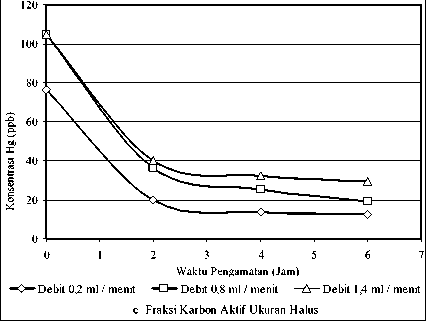 120
100
80
60
40
20
0
Konsentrasi Hg (ppb)
0 1 2 3 4 5 6 7
Waktu Pengamatan (Jam)
Debit 0,2 ml / menit Debit 0,8 ml / menit Debit 1,4 ml / menit
c Fraksi Karbon Aktif Ukuran Halus